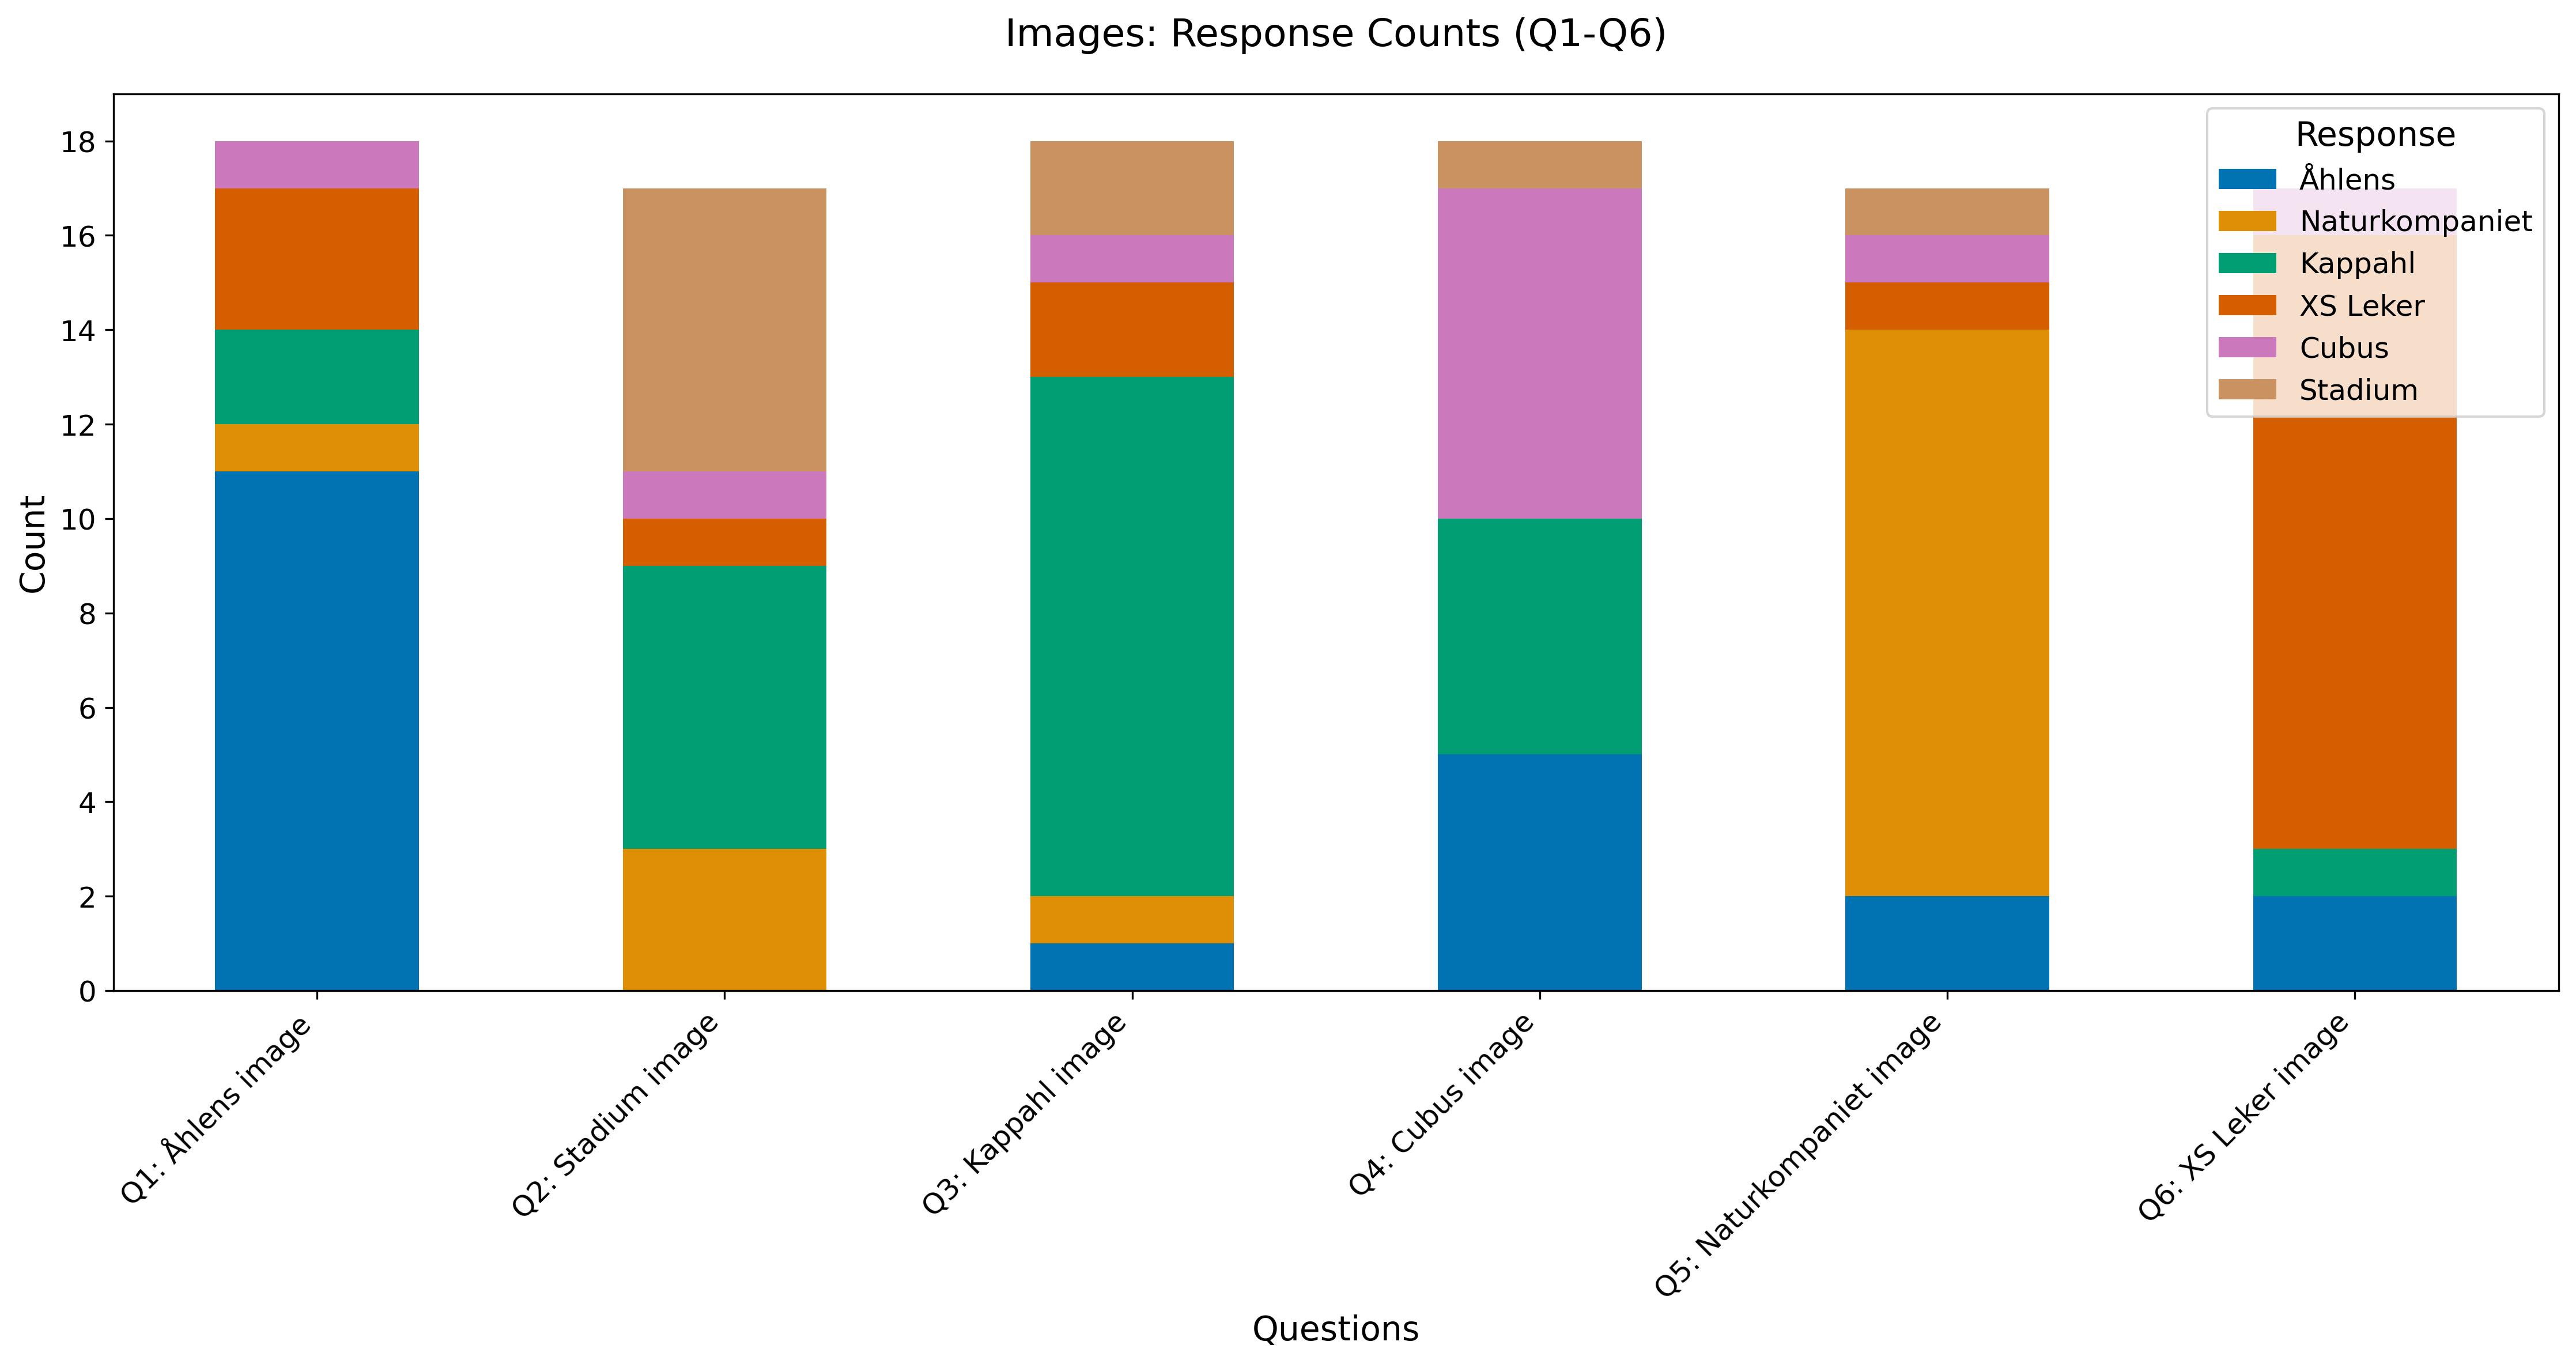 Images: Response Counts (Q1-Q6)
Response
Åhlens
Naturkompaniet
Kappahl
XS Leker
Cubus
Stadium
Count
18
16
14
12
10
8
6
4
2
0
Q1: Åhlens image
Q2: Stadium image
Q3: Kappahl image
Q4: Cubus image
Q5: Naturkompaniet image
Q6: XS Leker image
Questions